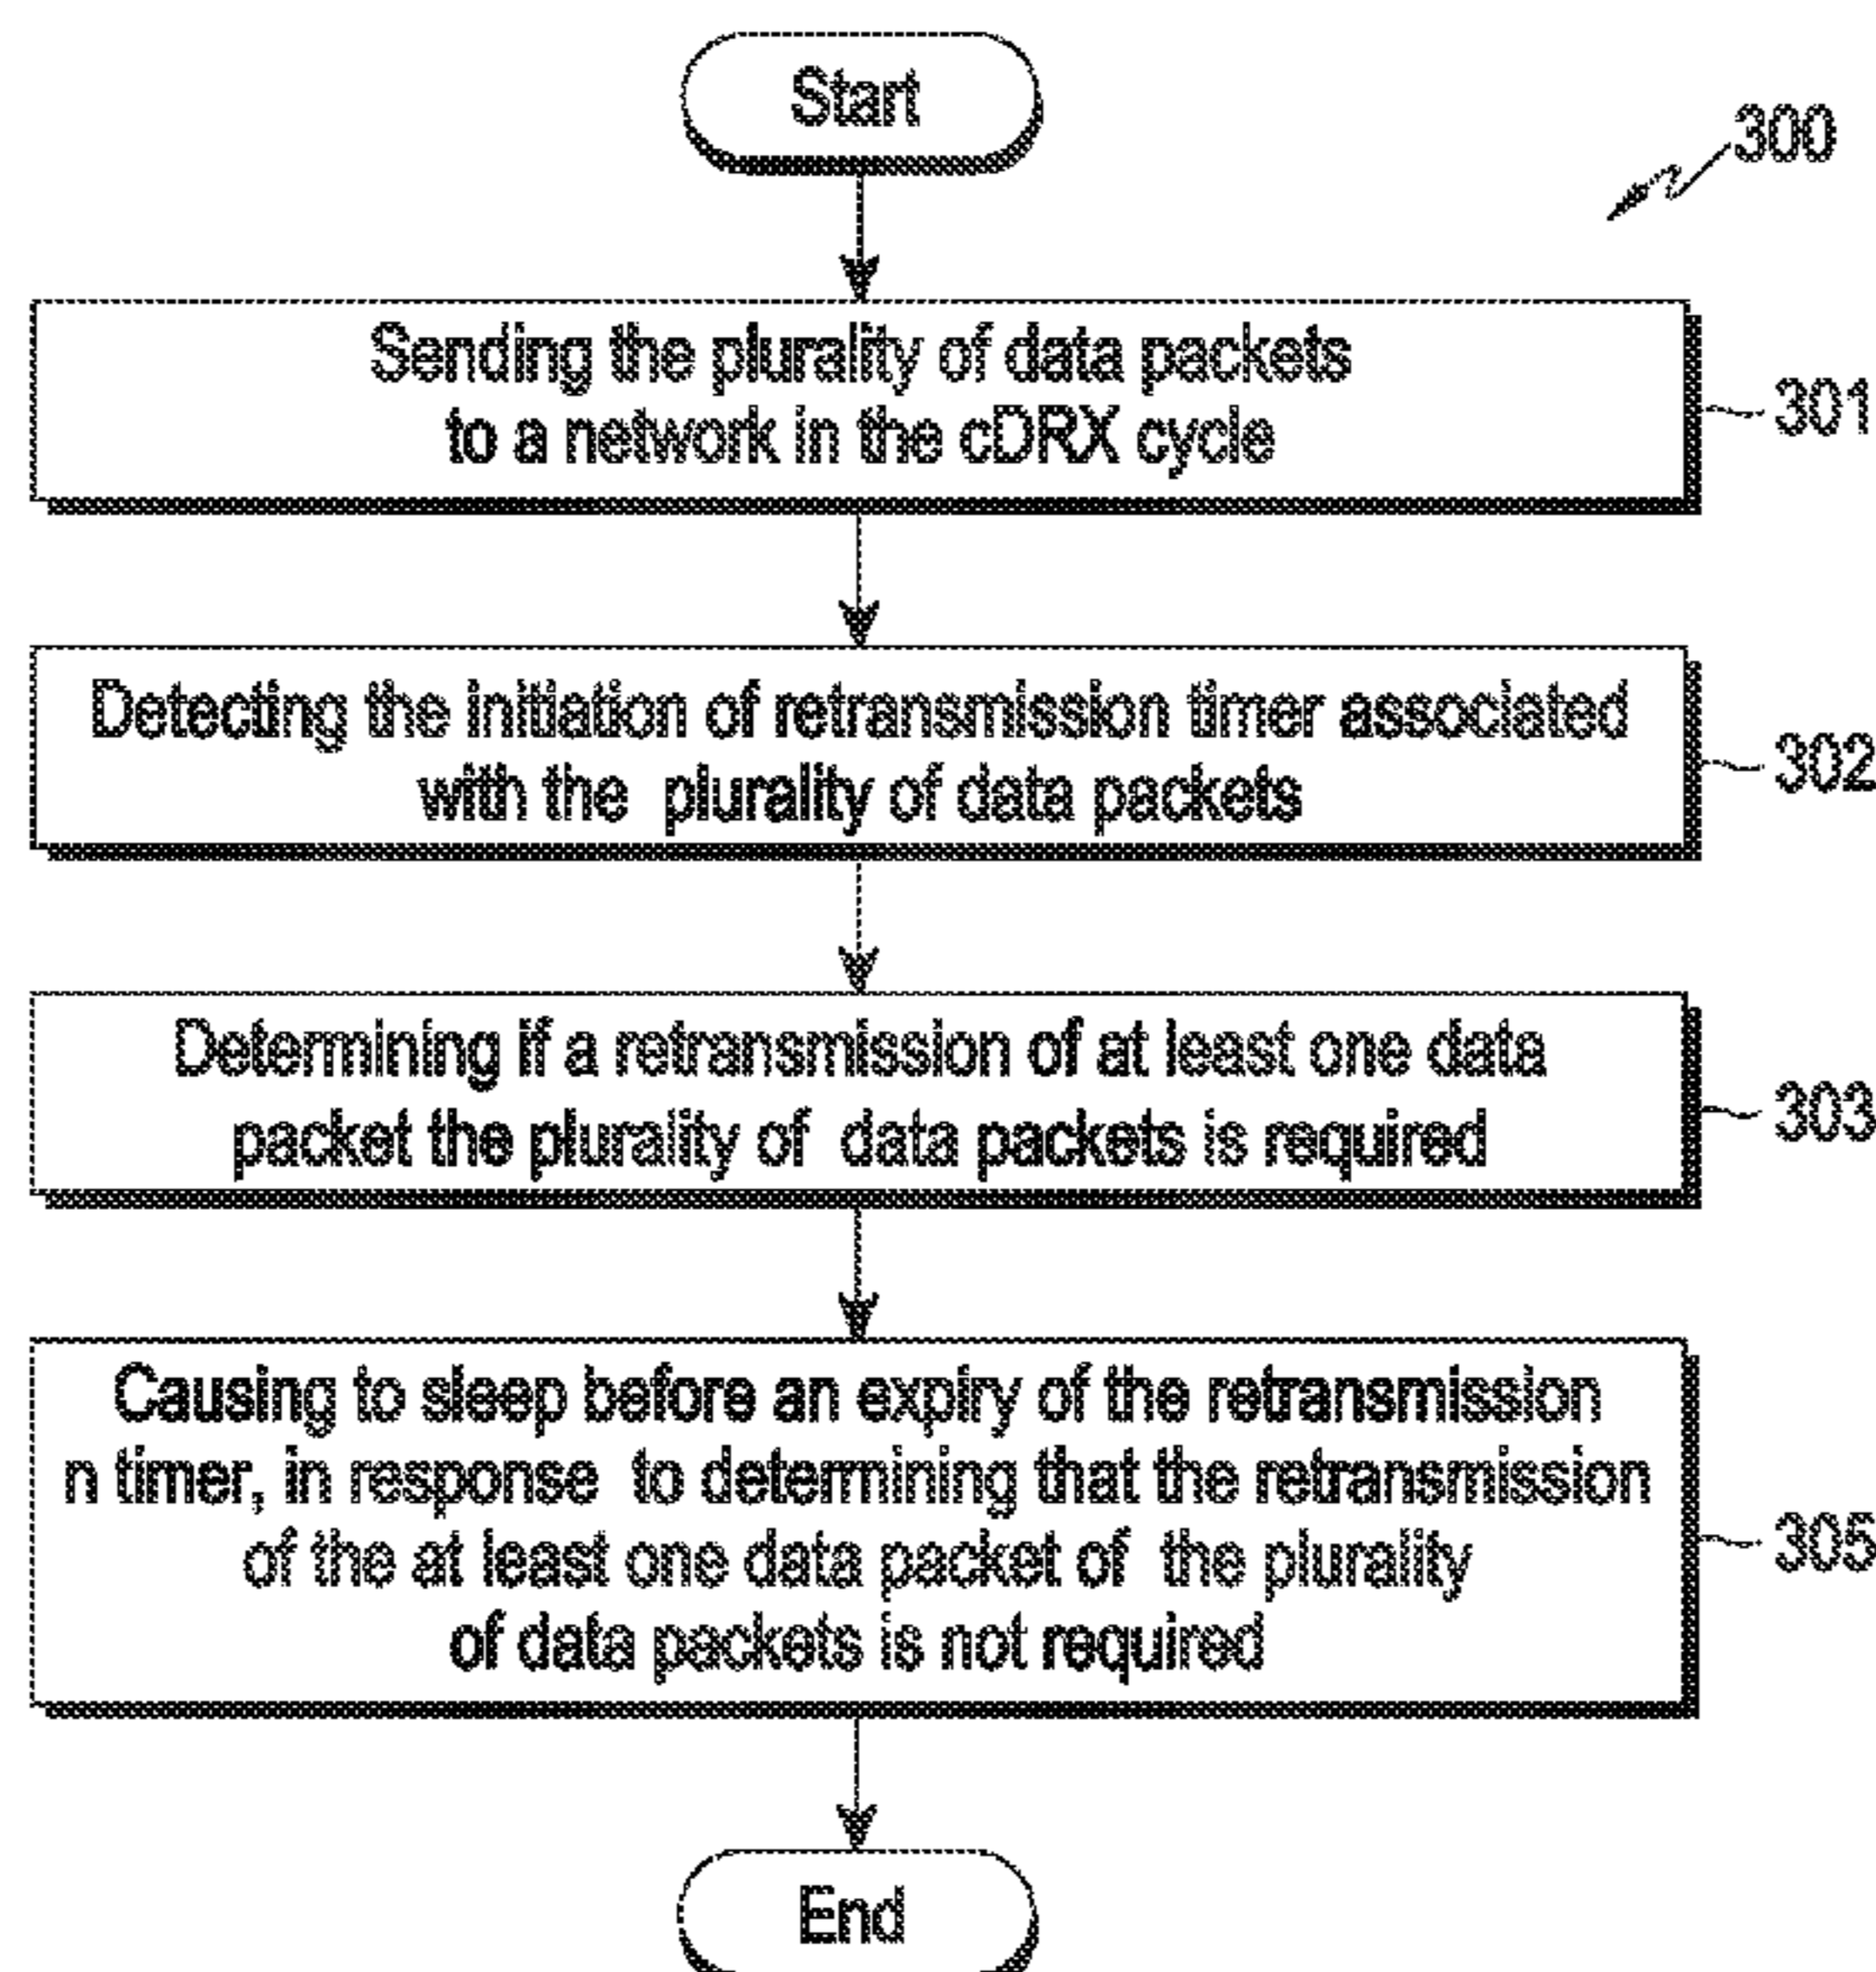 Start
300
Sending the plurality of data packets
to a network in the cDRX cycle
301
Detecting the initiation of retransmission timer associated
with the plurality of data packets
302
Determining if a retransmission of at least one data
packet the plurality of data packets is required
303
Causing to sleep before an expiry of the retransmission
n timer, in response to determining that the retransmission
of the at least one data packet of the plurality
of data packets is not required
305
End